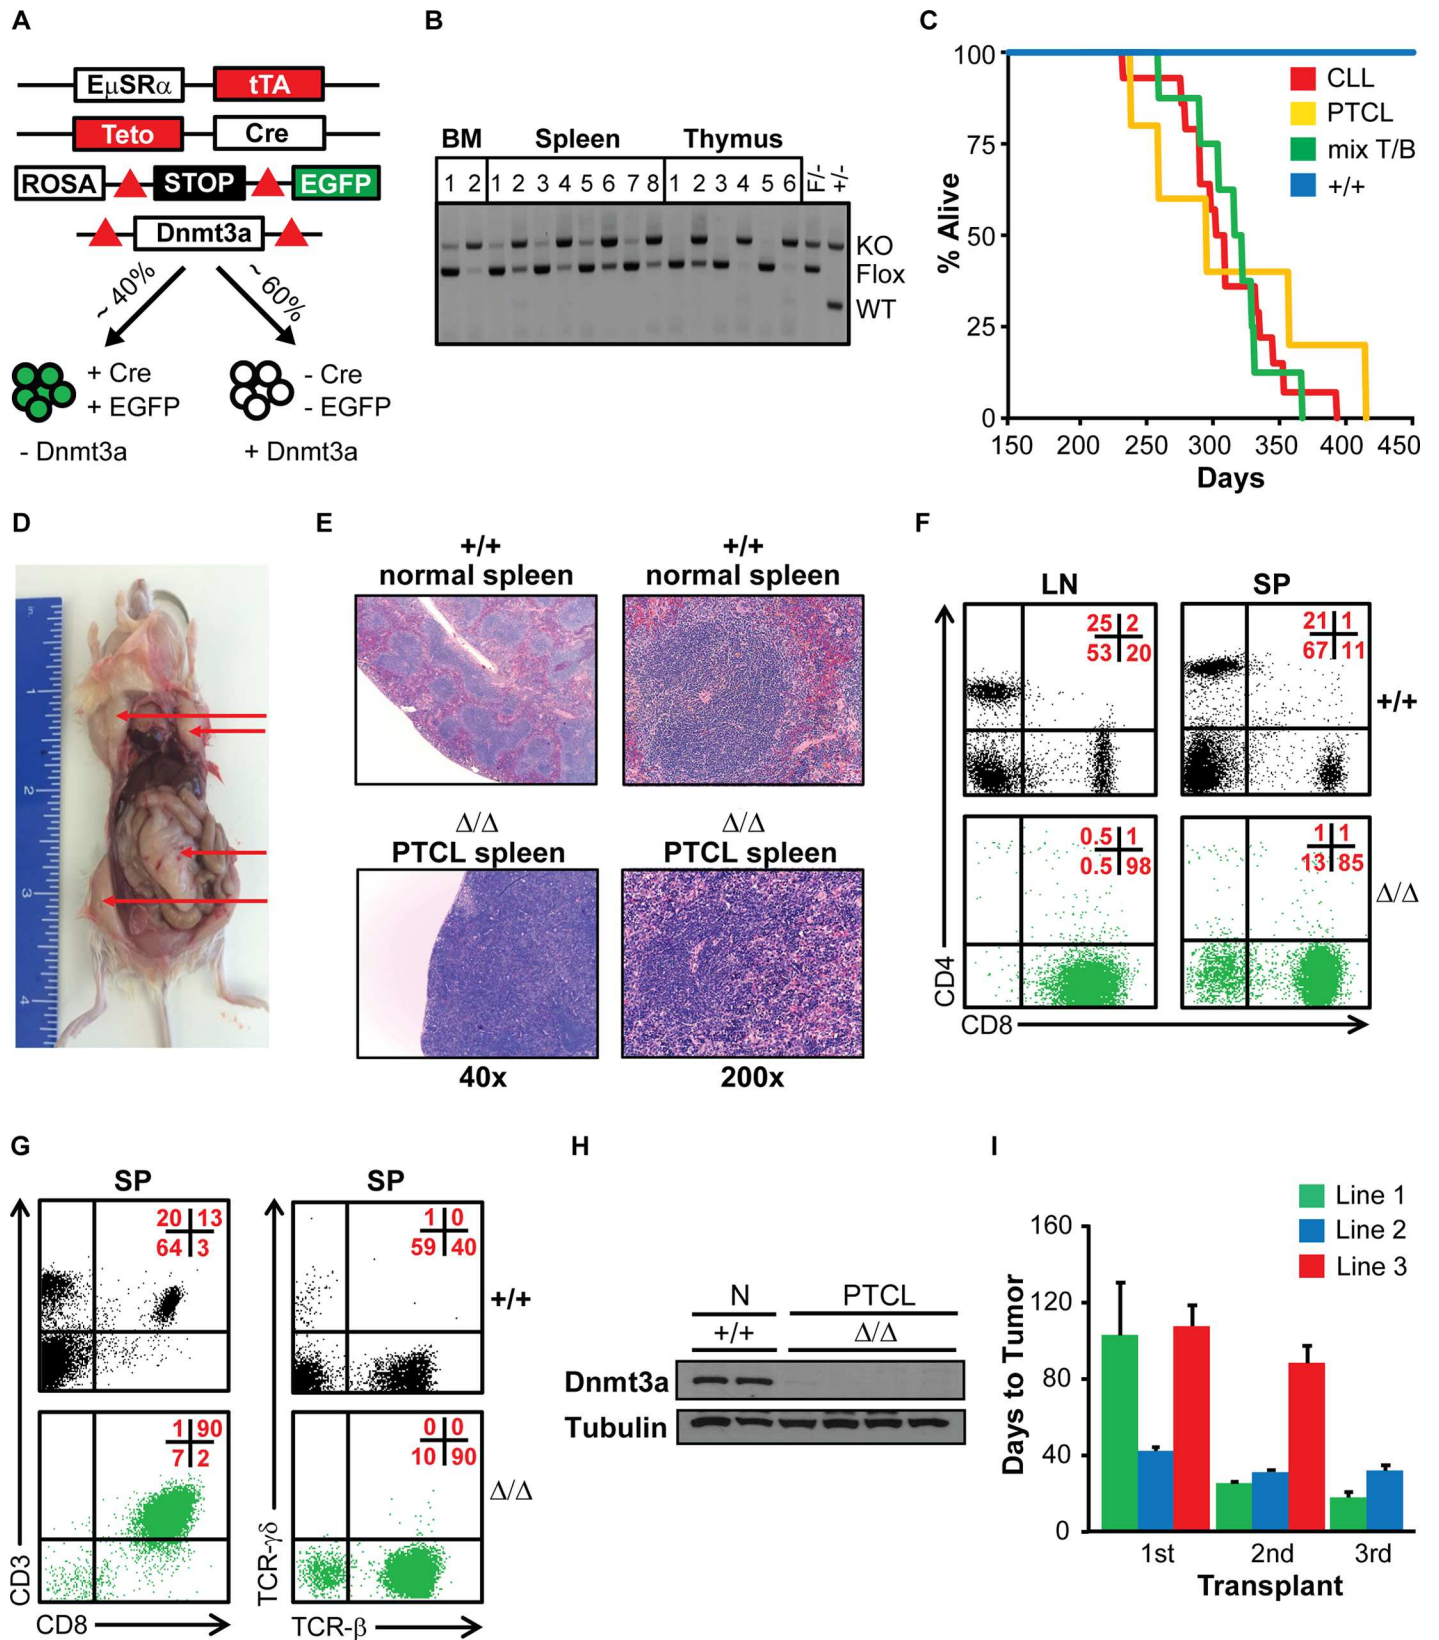 A
EμSRα tTA
Teto Cre
ROSA STOP EGFP
Dnmt3a
~ 40% ~ 60%
+ Cre
+ EGFP
- Cre
- EGFP
- Dnmt3a + Dnmt3a
B
BM Spleen Thymus
1 2 1 2 3 4 5 6 7 8 1 2 3 4 5 6 F/- +/-
KO
Flox
WT
C
% Alive
100
75
50
25
0
150 200 250 300 350 400 450
Days
CLL
PTCL
mix T/B
+/+
D
1
2
3
4
E
+/+
normal spleen
+/+
normal spleen
Δ/Δ
PTCL spleen
Δ/Δ
PTCL spleen
40x 200x
F
LN SP
25 2
53 20
21 1
67 11
+/+
0.5 1
0.5 98
1 1
13 85
Δ/Δ
CD4
CD8
G
SP SP
20 13
64 3
1 0
59 40
+/+
1 90
7 2
0 0
10 90
Δ/Δ
CD3
CD8
TCR-γδ
TCR-β
H
N PTCL
+/+ Δ/Δ
Dnmt3a
Tubulin
I
Line 1
Line 2
Line 3
Days to Tumor
160
120
80
40
0
1st 2nd 3rd
Transplant